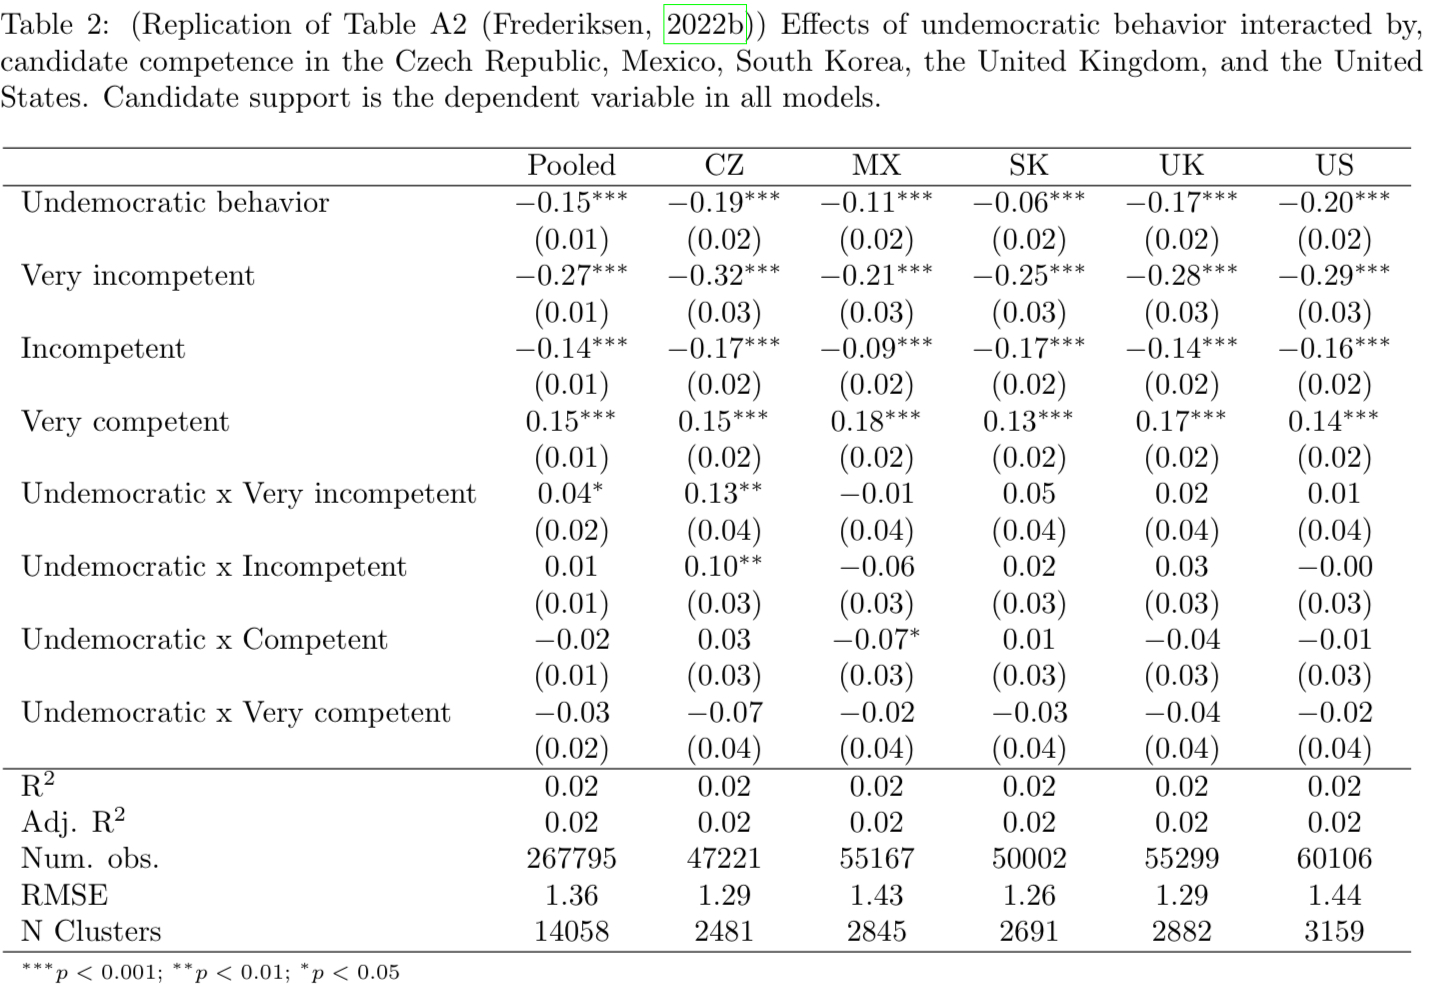 Table 2: (Replication of Table A2 (Frederiksen, 2022b)) Effects of undemocratic behavior interacted by,
candidate competence in the Czech Republic, Mexico, South Korea, the United Kingdom, and the United
States. Candidate support is the dependent variable in all models.
Pooled CZ MX SK UK US
Undemocratic behavior −0.15*** −0.19*** −0.11*** −0.06*** −0.17*** −0.20***
(0.01) (0.02) (0.02) (0.02) (0.02) (0.02)
Very incompetent −0.27*** −0.32*** −0.21*** −0.25*** −0.28*** −0.29***
(0.01) (0.03) (0.03) (0.03) (0.03) (0.03)
Incompetent −0.14*** −0.17*** −0.09*** −0.17*** −0.14*** −0.16***
(0.01) (0.02) (0.02) (0.02) (0.02) (0.02)
Very competent 0.15*** 0.15*** 0.18*** 0.13*** 0.17*** 0.14***
(0.01) (0.02) (0.02) (0.02) (0.02) (0.02)
Undemocratic x Very incompetent 0.04* 0.13** −0.01 0.05 0.02 0.01
(0.02) (0.04) (0.04) (0.04) (0.04) (0.04)
Undemocratic x Incompetent 0.01 0.10** −0.06 0.02 0.03 −0.00
(0.01) (0.03) (0.03) (0.03) (0.03) (0.03)
Undemocratic x Competent −0.02 0.03 −0.07* 0.01 −0.04 −0.01
(0.01) (0.03) (0.03) (0.03) (0.03) (0.03)
Undemocratic x Very competent −0.03 −0.07 −0.02 −0.03 −0.04 −0.02
(0.02) (0.04) (0.04) (0.04) (0.04) (0.04)
R² 0.02 0.02 0.02 0.02 0.02 0.02
Adj. R² 0.02 0.02 0.02 0.02 0.02 0.02
Num. obs. 267795 47221 55167 50002 55299 60106
RMSE 1.36 1.29 1.43 1.26 1.29 1.44
N Clusters 14058 2481 2845 2691 2882 3159
***p < 0.001; **p < 0.01; *p < 0.05